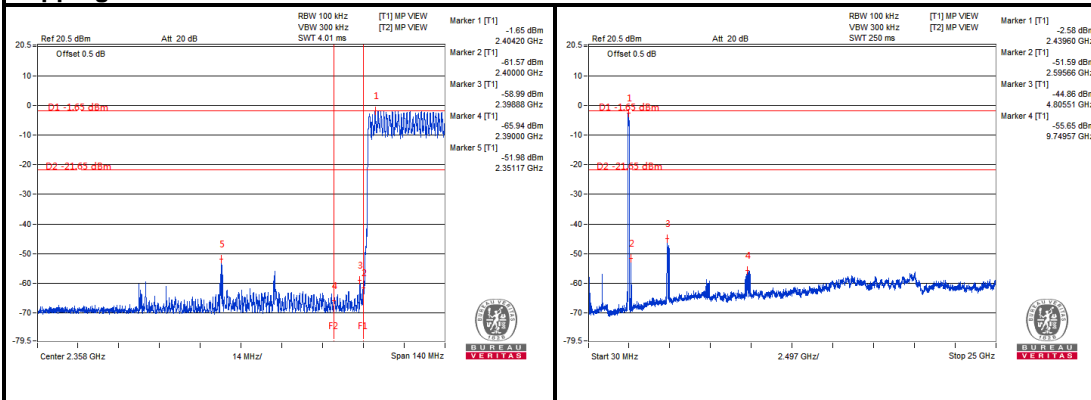 RBW 100 kHz [T1] MP VIEW
VBW 300 kHz [T2] MP VIEW
Ref 20.5 dBm Att 20 dB SWT 4.01 ms
Marker 1 [T1]
-1.65 dBm
2.40420 GHz
Marker 2 [T1]
-61.57 dBm
2.40000 GHz
Marker 3 [T1]
-58.99 dBm
2.39888 GHz
Marker 4 [T1]
-65.94 dBm
2.39000 GHz
Marker 5 [T1]
-51.98 dBm
2.35117 GHz
20.5
Offset 0.5 dB
10
0
D1 -1.65 dBm
1
-10
-20
D2 -21.65 dBm
-30
-40
-50
5
-60
3
2
4
-70
F2 F1
-79.5
Center 2.358 GHz 14 MHz/ Span 140 MHz
BUREAU VERITAS
1828
BUREAU
VERITAS
RBW 100 kHz [T1] MP VIEW
VBW 300 kHz [T2] MP VIEW
Ref 20.5 dBm Att 20 dB SWT 250 ms
Marker 1 [T1]
-2.58 dBm
2.43960 GHz
Marker 2 [T1]
-51.59 dBm
2.59566 GHz
Marker 3 [T1]
-44.86 dBm
4.80551 GHz
Marker 4 [T1]
-55.65 dBm
9.74957 GHz
20.5
Offset 0.5 dB
10
1
0
D1 -1.65 dBm
-10
-20
D2 -21.65 dBm
-30
-40
3
2
-50
4
-60
-70
-79.5
Start 30 MHz 2.497 GHz/ Stop 25 GHz
BUREAU VERITAS
1828
BUREAU
VERITAS